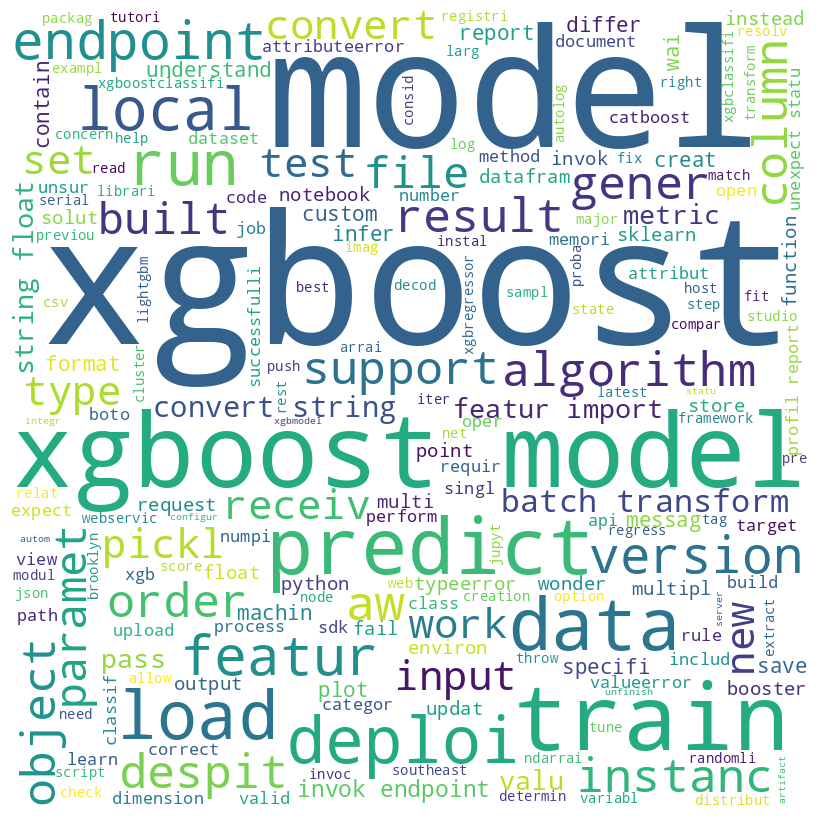 packag
tutori
endpoint
convert
registri
attributeerror
report
larg
differ
document
instead
resolv
wai
exampl
understand
xgboostclassifi
model
consid
right
xgbclassifi
transform
column
unexpect statu
contain
local
autolog
catboost
concern
help
dataset
log
set
read
run
test
file
method
invok
fix
creat
match
unsur
librari
code
notebook
datafram
number
gener
open
serial
built
custom
result
major
metric
solut
previou
job
infer
imag
memori
sklearn
function
string float
lightgbm
successfulli
xgboost
instal
best
decod
xgbregressor
sampl
proba
attribut
host
step
fit
csv
state
compar
studio
format
cluster
arrai
support
algorithm
profil report
type
push
rest
iter
latest
statu
boto
convert string
featur import
store
integr
xgbmodel
oper
net
framework
xgboost model
point
requir
pre
relat
expect
request
receiv
multi
singl
batch transform
webservic
configur
perform
api
messag
tag
target
autom
numpi
jupyt
regress
view
pickl
predict
version
modul
brooklyn
xgb
score
float
python
web
typeerror
wonder
multipl
build
json
node
class
creation
option
server
path
paramet
order
machin
aw
work
data
new
extract
upload
process
sdk
fail
environ
throw
rule
object
pass
featur
input
specifi
includ
save
allow
classif
output
plot
valueerror
booster
need
load
categor
updat
unfinish
tune
train
learn
correct
deploi
ndarrai
randomli
script
despit
invoc
southeast
valu
instanc
artifact
check
dimension
valid
invok endpoint
determin
variabl
distribut